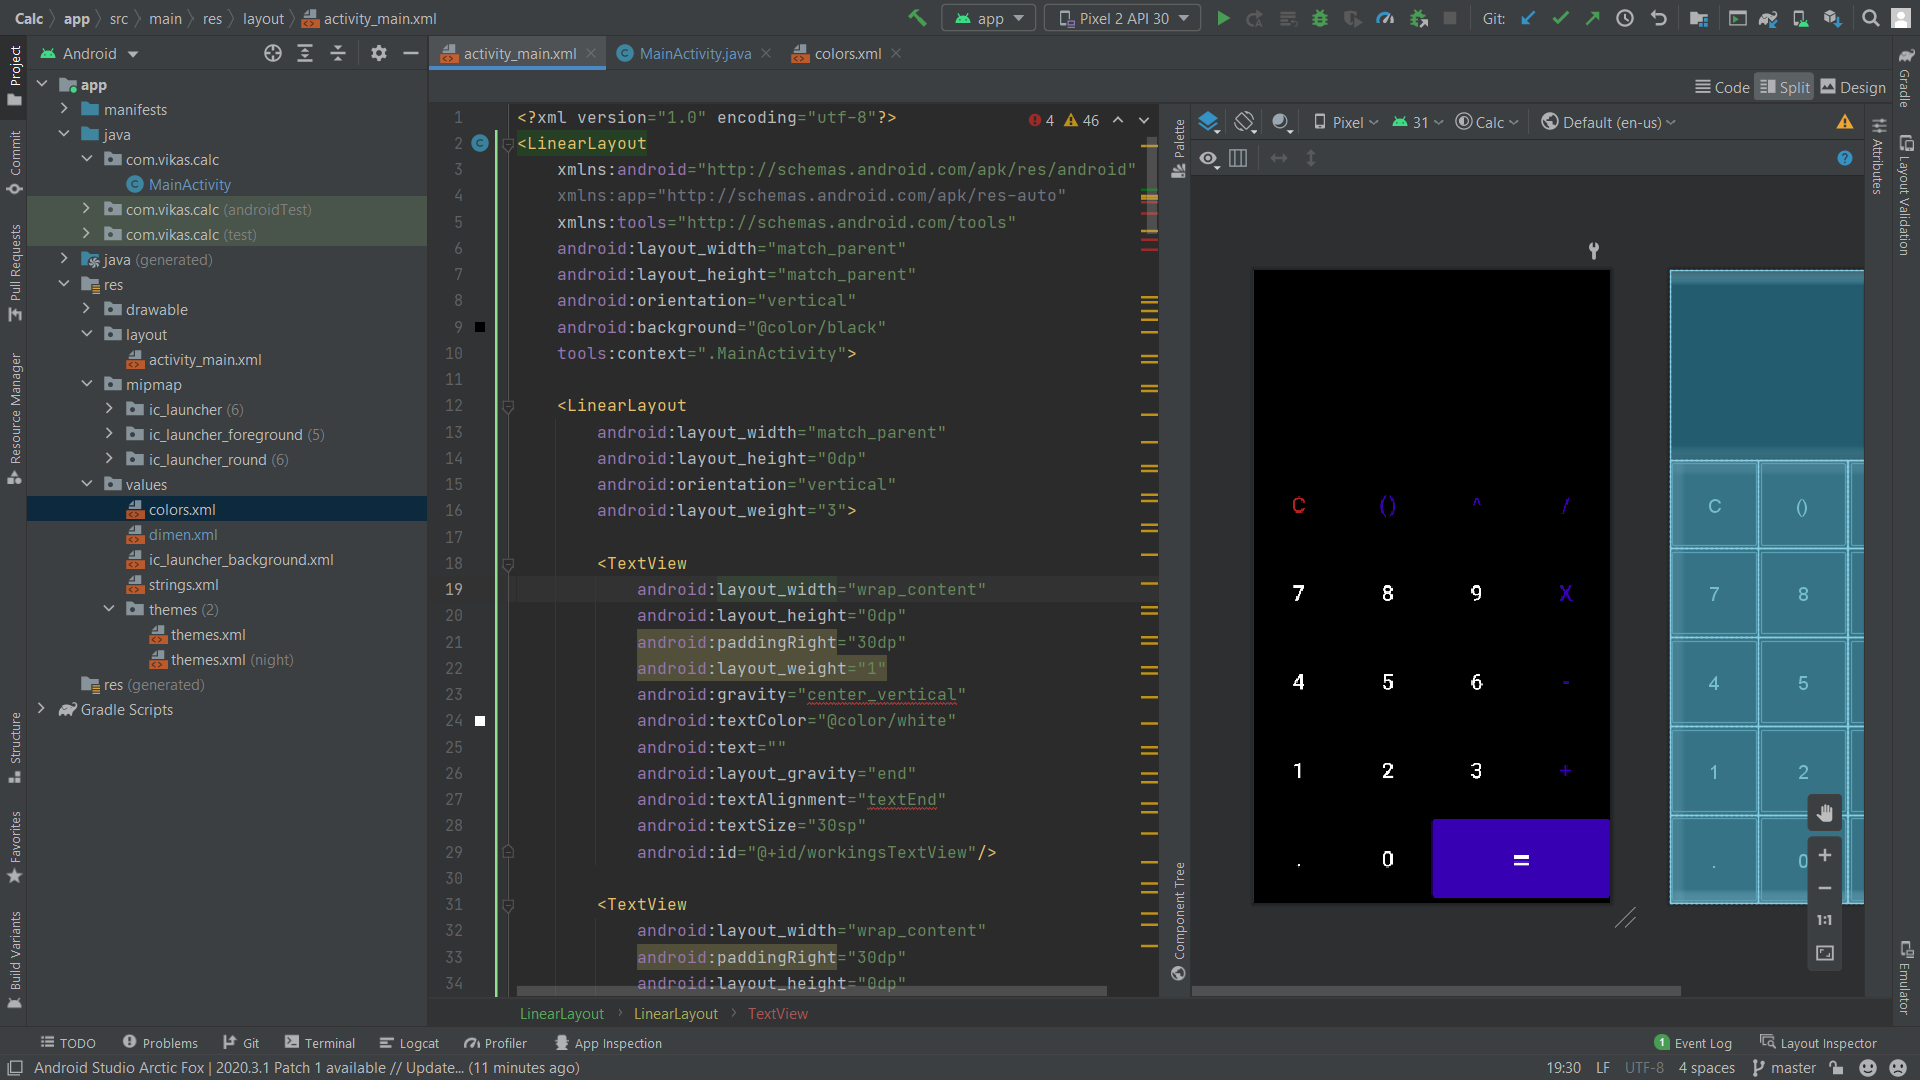 Calc app src main res layout activity_main.xml
app
Pixel 2 API 30
Git:
Android
activity_main.xml
MainActivity.java
colors.xml
Code Split Design
Project
Commit
Pull Requests
Resource Manager
Structure
Favorites
Build Variants
app
manifests
java
com.vikas.calc
MainActivity
com.vikas.calc (androidTest)
com.vikas.calc (test)
java (generated)
res
drawable
layout
activity_main.xml
mipmap
ic_launcher (6)
ic_launcher_foreground (5)
ic_launcher_round (6)
values
colors.xml
dimen.xml
ic_launcher_background.xml
strings.xml
themes (2)
themes.xml
themes.xml (night)
res (generated)
Gradle Scripts
4 46
1 <?xml version="1.0" encoding="utf-8"?>
2 <LinearLayout
3 xmlns:android="http://schemas.android.com/apk/res/android"
4 xmlns:app="http://schemas.android.com/apk/res-auto"
5 xmlns:tools="http://schemas.android.com/tools"
6 android:layout_width="match_parent"
7 android:layout_height="match_parent"
8 android:orientation="vertical"
9 android:background="@color/black"
10 tools:context=".MainActivity">
11
12 <LinearLayout
13 android:layout_width="match_parent"
14 android:layout_height="0dp"
15 android:orientation="vertical"
16 android:layout_weight="3">
17
18 <TextView
19 android:layout_width="wrap_content"
20 android:layout_height="0dp"
21 android:paddingRight="30dp"
22 android:layout_weight="1"
23 android:gravity="center_vertical"
24 android:textColor="@color/white"
25 android:text=""
26 android:layout_gravity="end"
27 android:textAlignment="textEnd"
28 android:textSize="30sp"
29 android:id="@+id/workingsTextView"/>
30
31 <TextView
32 android:layout_width="wrap_content"
33 android:paddingRight="30dp"
34 android:layout_height="0dp"
LinearLayout LinearLayout TextView
Palette
Component Tree
Pixel 31 Calc Default (en-us)
C () ^ /
7 8 9 X
4 5 6 -
1 2 3 +
. 0 =
C ()
7 8
4 5
1 2
. 0
1:1
Attributes
Gradle
Layout Validation
Emulator
TODO Problems Git Terminal Logcat Profiler App Inspection
1 Event Log Layout Inspector
Android Studio Arctic Fox | 2020.3.1 Patch 1 available // Update... (11 minutes ago)
19:30 LF UTF-8 4 spaces master